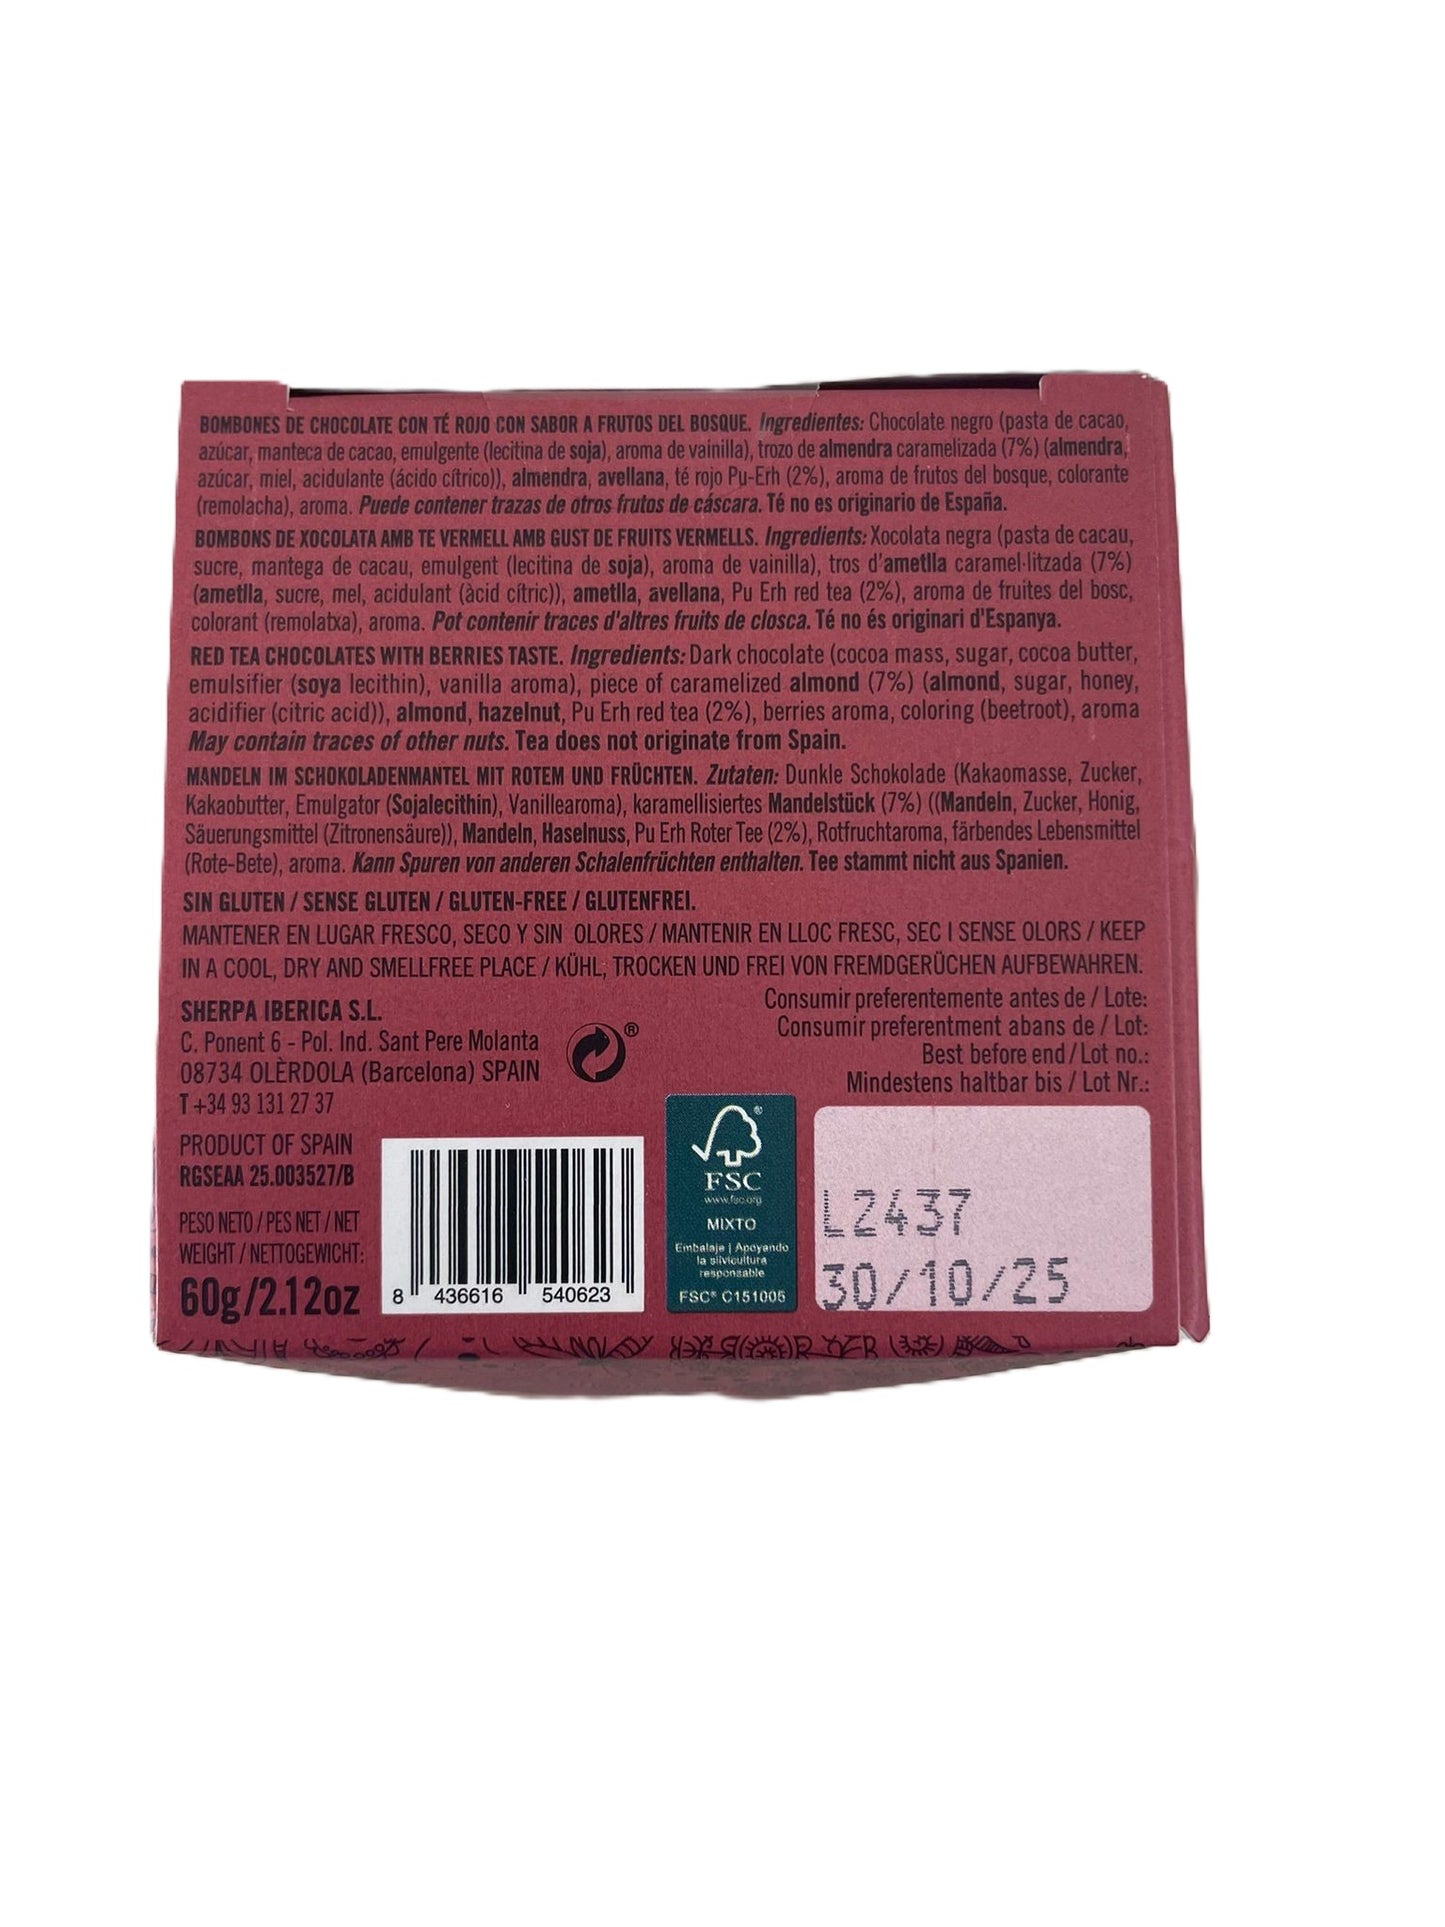 BOMBONES DE CHOCOLATE CON TÉ ROJO CON SABOR A FRUTOS DEL BOSQUE. Ingredientes: Chocolate negro (pasta de cacao,
azúcar, manteca de cacao, emulgente (lecitina de soja), aroma de vainilla), trozo de almendra caramelizada (7%) (almendra,
azúcar, miel, acidulante (ácido cítrico)), almendra, avellana, té rojo Pu-Erh (2%), aroma de frutos del bosque, colorante
(remolacha), aroma. Puede contener trazas de otros frutos de cáscara. Té no es originario de España.
BOMBONS DE XOCOLATA AMB TE VERMELL AMB GUST DE FRUITS VERMELLS. Ingredients: Xocolata negra (pasta de cacau,
sucre, mantega de cacau, emulgent (lecitina de soja), aroma de vainilla), tros d'ametlla caramel·litzada (7%)
(ametlla, sucre, mel, acidulant (àcid cítric)), ametlla, avellana, Pu Erh red tea (2%), aroma de fruites del bosc,
colorant (remolatxa), aroma. Pot contenir traces d'altres fruits de closca. Té no és originari d'Espanya.
RED TEA CHOCOLATES WITH BERRIES TASTE. Ingredients: Dark chocolate (cocoa mass, sugar, cocoa butter,
emulsifier (soya lecithin), vanilla aroma), piece of caramelized almond (7%) (almond, sugar, honey,
acidifier (citric acid)), almond, hazelnut, Pu Erh red tea (2%), berries aroma, coloring (beetroot), aroma
May contain traces of other nuts. Tea does not originate from Spain.
MANDELN IM SCHOKOLADENMANTEL MIT ROTEM UND FRÜCHTEN. Zutaten: Dunkle Schokolade (Kakaomasse, Zucker,
Kakaobutter, Emulgator (Sojalecithin), Vanillearoma), karamellisiertes Mandelstück (7%) ((Mandeln, Zucker, Honig,
Säuerungsmittel (Zitronensäure)), Mandeln, Haselnuss, Pu Erh Roter Tee (2%), Rotfruchtaroma, färbendes Lebensmittel
(Rote-Bete), aroma. Kann Spuren von anderen Schalenfrüchten enthalten. Tee stammt nicht aus Spanien.
SIN GLUTEN / SENSE GLUTEN / GLUTEN-FREE / GLUTENFREI.
MANTENER EN LUGAR FRESCO, SECO Y SIN OLORES / MANTENIR EN LLOC FRESC, SEC I SENSE OLORS / KEEP
IN A COOL, DRY AND SMELLFREE PLACE / KÜHL, TROCKEN UND FREI VON FREMDGERÜCHEN AUFBEWAHREN.
SHERPA IBERICA S.L.
C. Ponent 6 - Pol. Ind. Sant Pere Molanta
08734 OLÈRDOLA (Barcelona) SPAIN
T +34 93 131 27 37
®
Consumir preferentemente antes de / Lote:
Consumir preferentment abans de / Lot:
Best before end / Lot no.:
Mindestens haltbar bis / Lot Nr.:
PRODUCT OF SPAIN
RGSEAA 25.003527/B
PESO NETO / PES NET / NET
WEIGHT / NETTOGEWICHT:
60g/2.12oz
8 436616 540623
®
FSC
www.fsc.org
MIXTO
Embalaje | Apoyando
la silvicultura
responsable
FSC® C151005
L2437
30/10/25